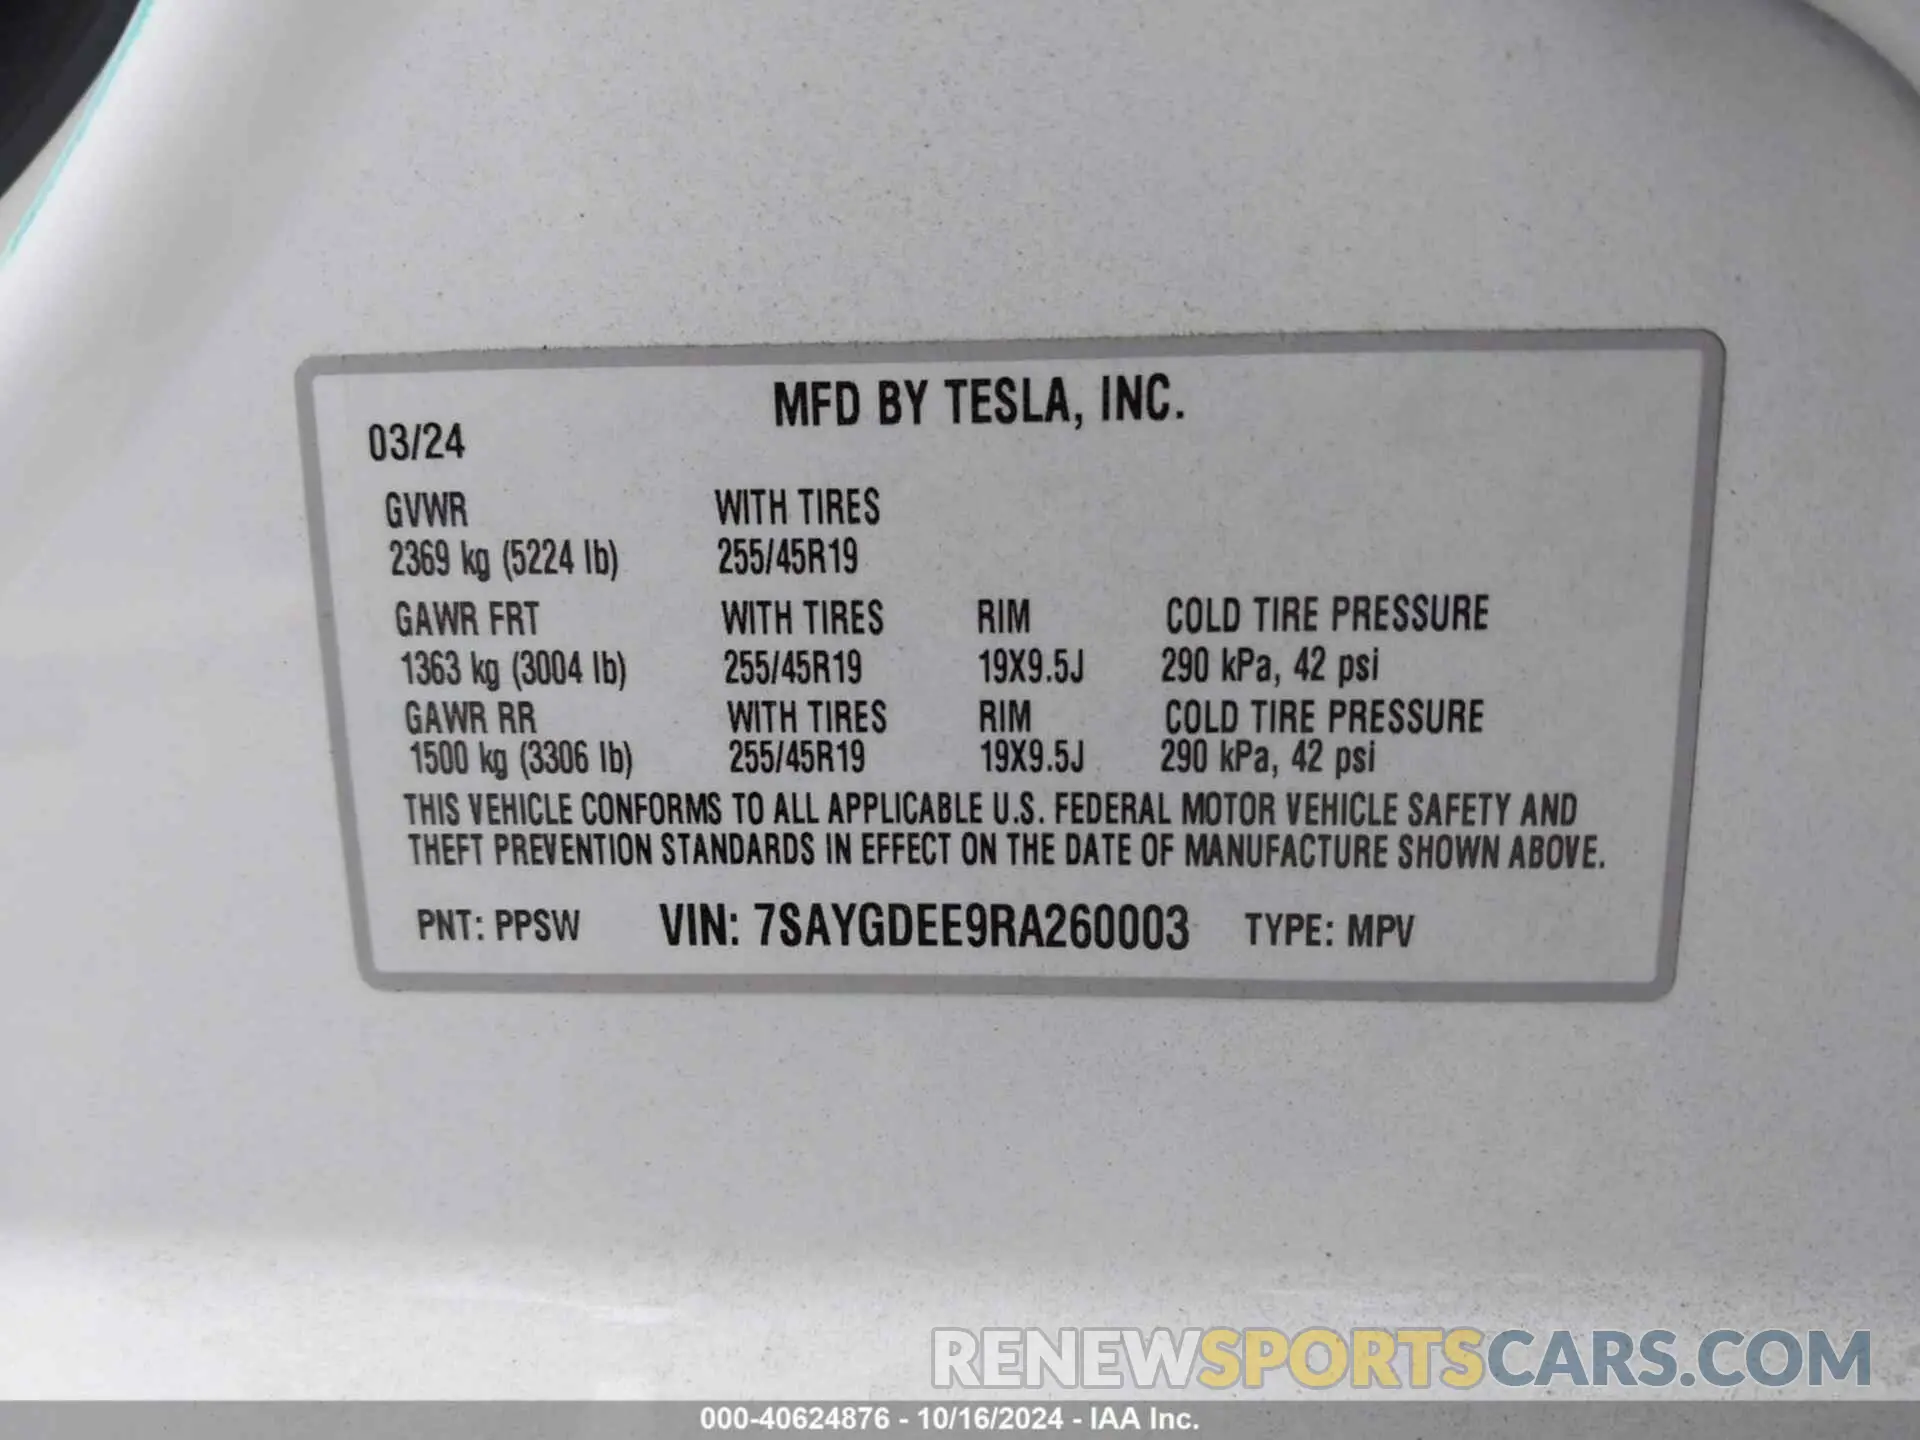 MFD BY TESLA, INC.
03/24
GVWR WITH TIRES
2369 kg (5224 lb) 255/45R19
GAWR FRT WITH TIRES RIM COLD TIRE PRESSURE
1363 kg (3004 lb) 255/45R19 19X9.5J 290 kPa, 42 psi
GAWR RR WITH TIRES RIM COLD TIRE PRESSURE
1500 kg (3306 lb) 255/45R19 19X9.5J 290 kPa, 42 psi
THIS VEHICLE CONFORMS TO ALL APPLICABLE U.S. FEDERAL MOTOR VEHICLE SAFETY AND
THEFT PREVENTION STANDARDS IN EFFECT ON THE DATE OF MANUFACTURE SHOWN ABOVE.
PNT: PPSW VIN: 7SAYGDEE9RA260003 TYPE: MPV
RENEWSPORTSCARS.COM
000-40624876 - 10/16/2024 - IAA Inc.